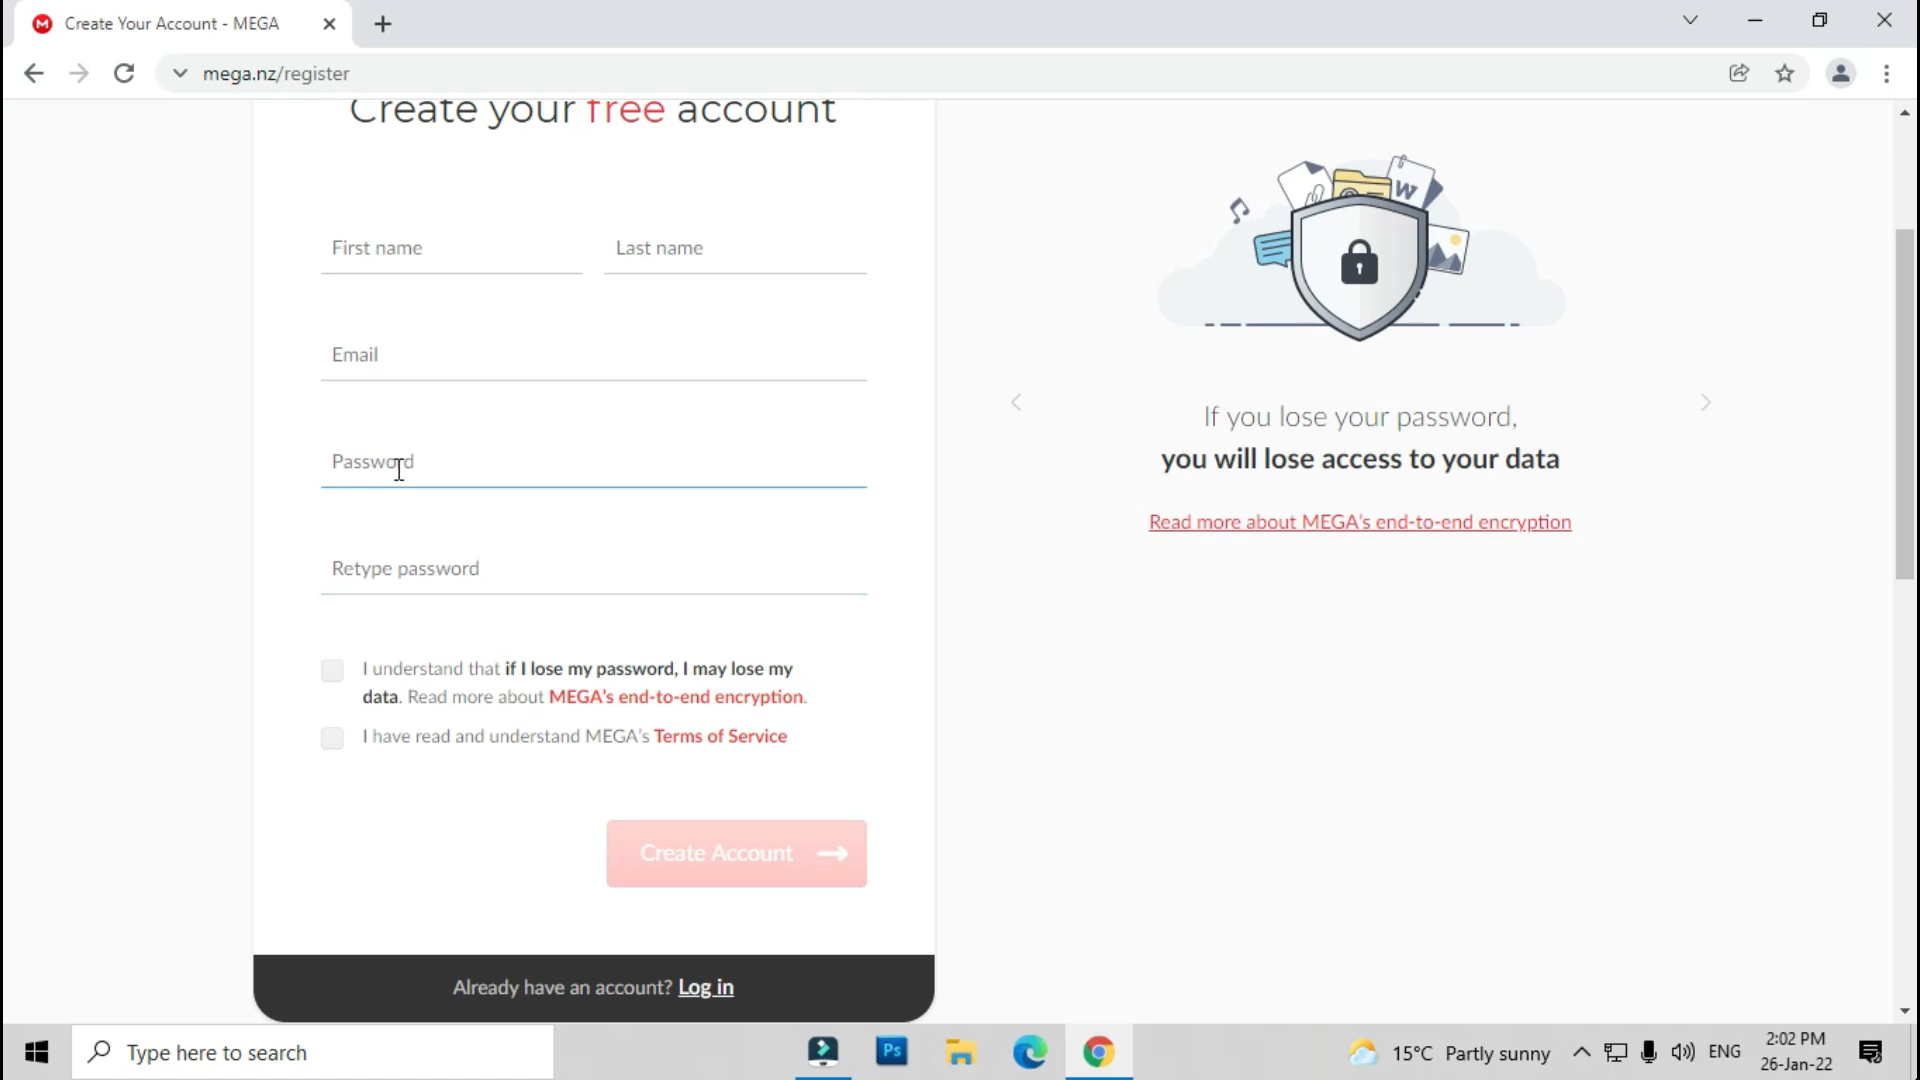 Create Your Account - MEGA
mega.nz/register
Create your free account
First name
Last name
Email
Password
Retype password
I understand that if I lose my password, I may lose my
data. Read more about MEGA's end-to-end encryption.
I have read and understand MEGA's Terms of Service
Create Account
Already have an account? Log in
W
If you lose your password,
you will lose access to your data
Read more about MEGA's end-to-end encryption
Type here to search
Ps
15°C Partly sunny
ENG
2:02 PM
26-Jan-22